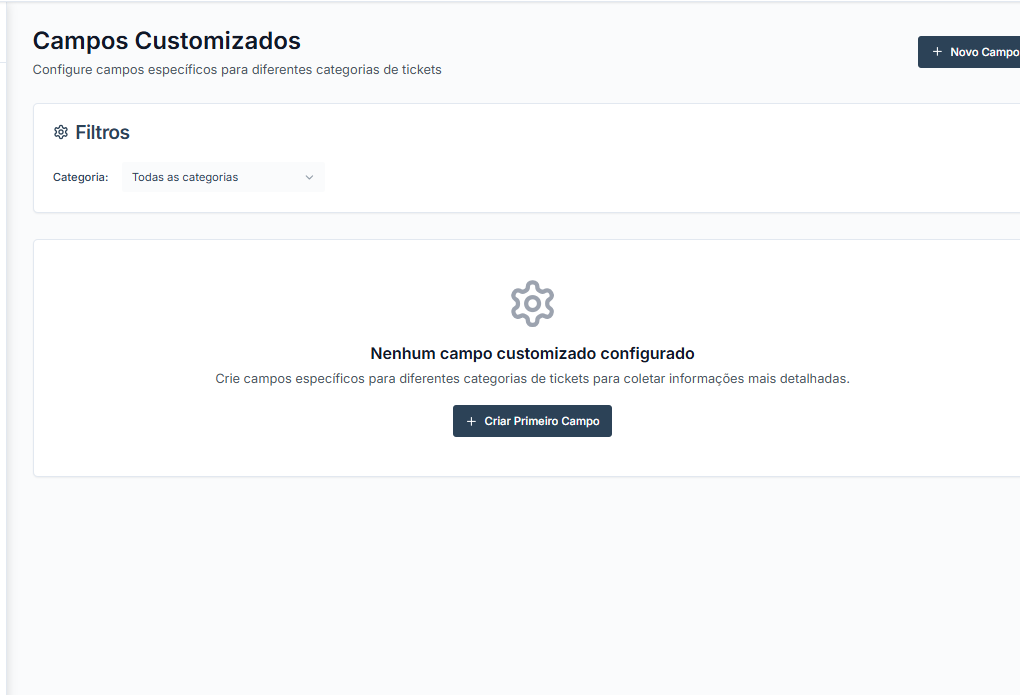 Campos Customizados
Configure campos específicos para diferentes categorias de tickets
Novo Campo
Filtros
Categoria:
Todas as categorias
Nenhum campo customizado configurado
Crie campos específicos para diferentes categorias de tickets para coletar informações mais detalhadas.
Criar Primeiro Campo